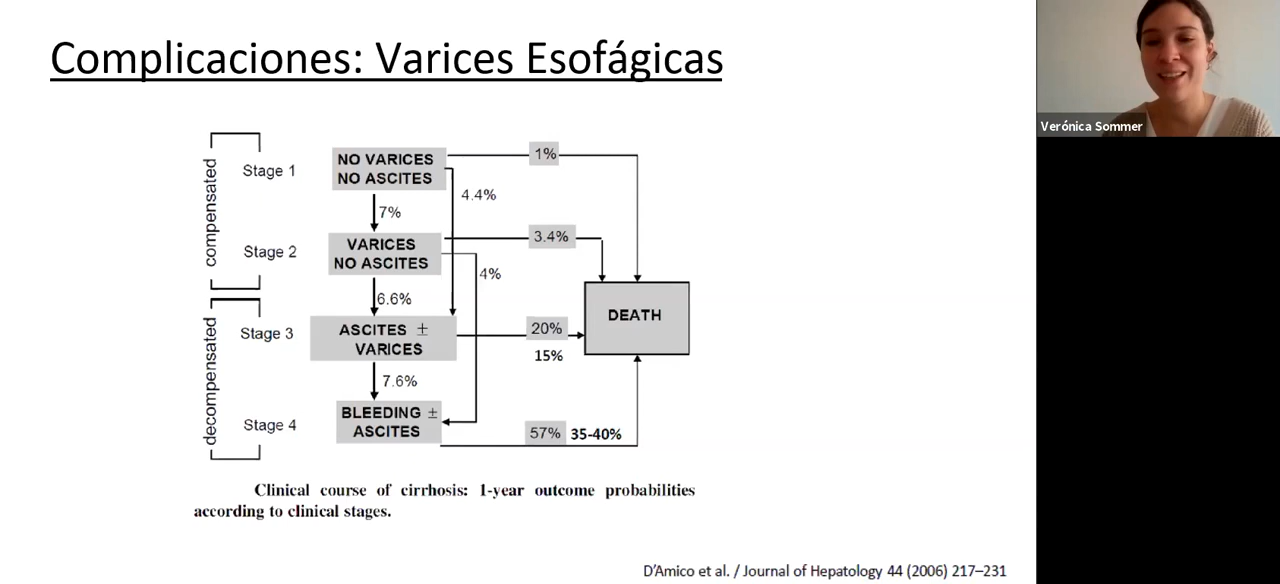 Complicaciones: Varices Esofágicas
Verónica Sommer
compensated
Stage 1
NO VARICES
NO ASCITES
1%
4.4%
7%
Stage 2
VARICES
NO ASCITES
3.4%
4%
6.6%
DEATH
decompensated
Stage 3
ASCITES ±
VARICES
20%
15%
7.6%
Stage 4
BLEEDING ±
ASCITES
57% 35-40%
Clinical course of cirrhosis: 1-year outcome probabilities
according to clinical stages.
D'Amico et al. / Journal of Hepatology 44 (2006) 217–231